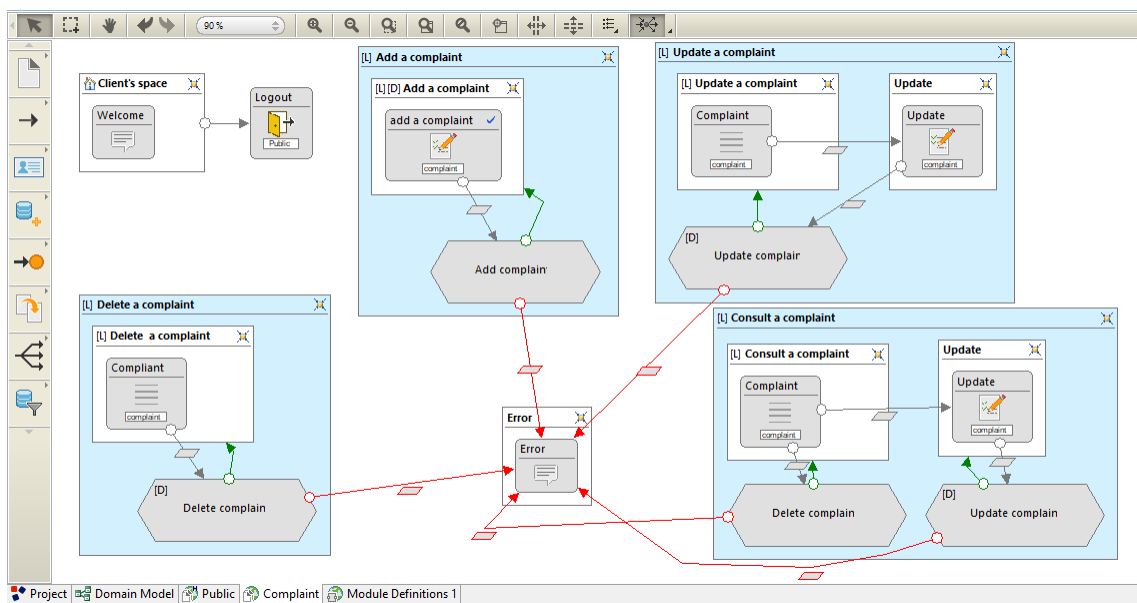 90%
Client's space
Welcome
Logout
Public
[L] Add a complaint
[L][D] Add a complaint
add a complaint
complaint
Add complain
[L] Update a complaint
[L] Update a complaint
Complaint
complaint
Update
Update
complaint
[D]
Update complain
[L] Delete a complaint
[L] Delete a complaint
Compliant
complaint
[D]
Delete complain
Error
Error
[L] Consult a complaint
[L] Consult a complaint
Complaint
complaint
Update
Update
complaint
Delete complain
[D]
Update complain
Project
Domain Model
Public
Complaint
Module Definitions 1